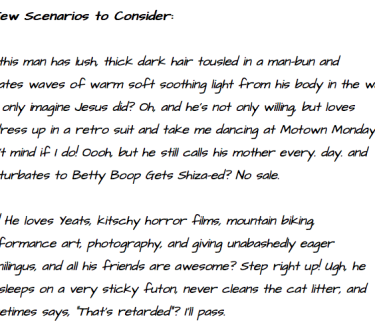 ew Scenarios to Consider:
this man has lush, thick dark hair tousled in a man-bun and
ates waves of warm soft soothing light from his body in the w
only imagine Jesus did? Oh, and he's not only willing, but loves
ress up in a retro suit and take me dancing at Motown Monday
t mind if I do! Oooh, but he still calls his mother every. day. and
turbates to Betty Boop Gets Shiza-ed? No sale.
He loves Yeats, kitschy horror films, mountain biking,
formance art, photography, and giving unabashedly eager
nilingus, and all his friends are awesome? Step right up! Ugh, he
sleeps on a very sticky futon, never cleans the cat litter, and
etimes says, "That's retarded"? I'll pass.